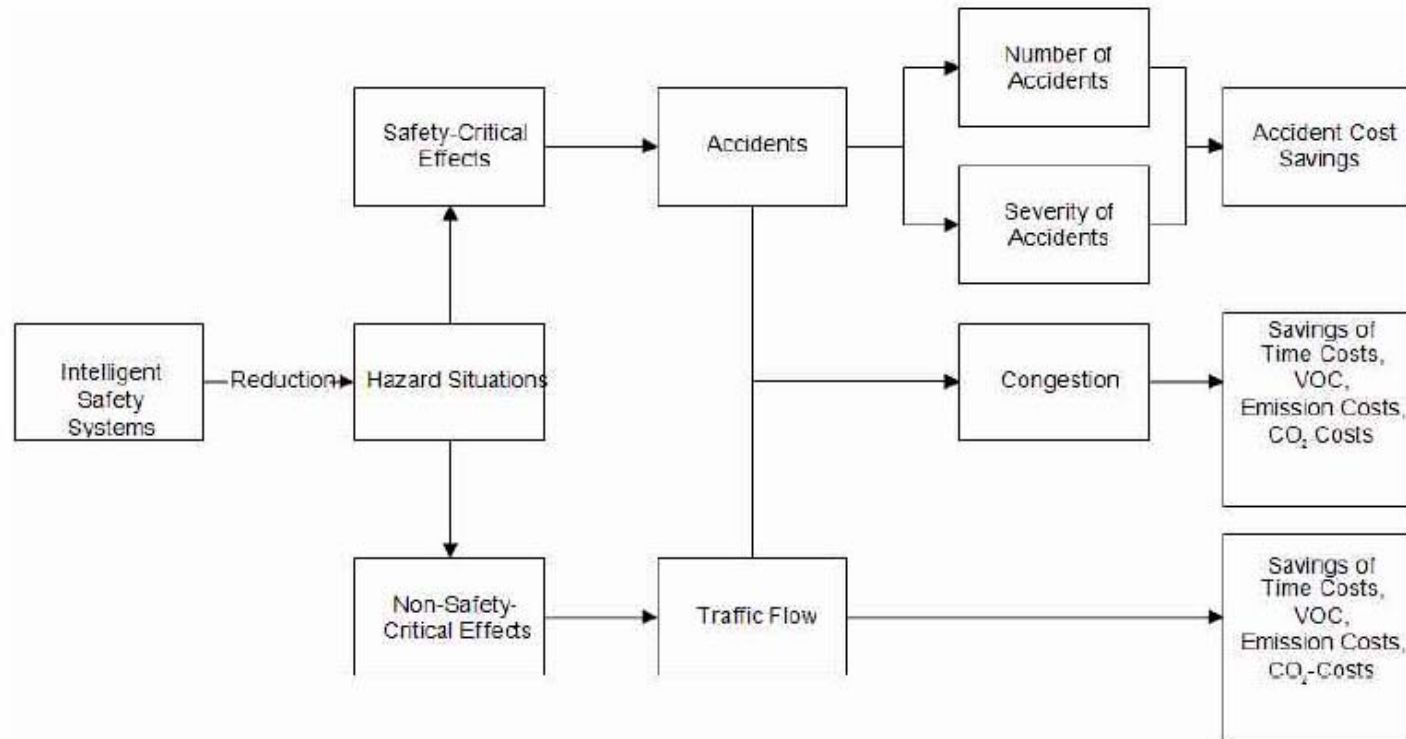 Number of
Accidents
Safety-Critical
Effects
Accidents
Accident Cost
Savings
Severity of
Accidents
Intelligent
Safety
Systems
Reduction
Hazard Situations
Congestion
Savings of
Time Costs,
VOC,
Emission Costs,
CO₂ Costs
Non-Safety-
Critical Effects
Traffic Flow
Savings of
Time Costs,
VOC,
Emission Costs,
CO₂-Costs